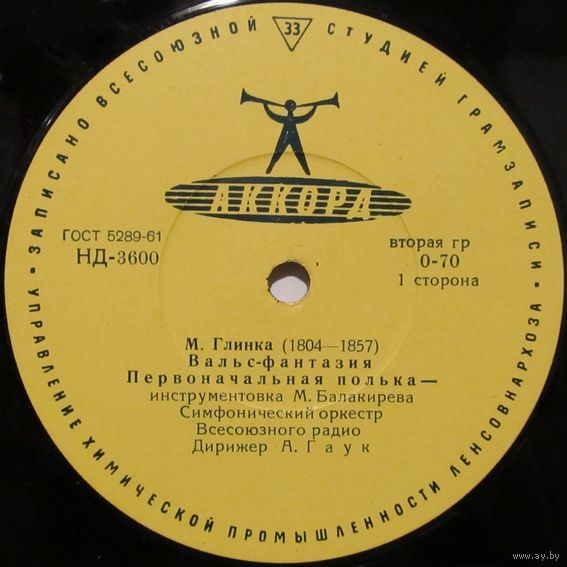 ЗАПИСАНО ВСЕСОЮЗНОЙ 33 СТУДИЕЙ ГРАМЗАПИСИ
АККОРД
ГОСТ 5289-61
НД-3600
вторая гр
0-70
1 сторона
М. Глинка (1804—1857)
Вальс-фантазия
Первоначальная полька—
инструментовка М. Балакирева
Симфонический оркестр
Всесоюзного радио
Дирижер А. Гаук
УПРАВЛЕНИЕ ХИМИЧЕСКОЙ ПРОМЫШЛЕННОСТИ ЛЕНСОВНАРХОЗА
www.ay.by